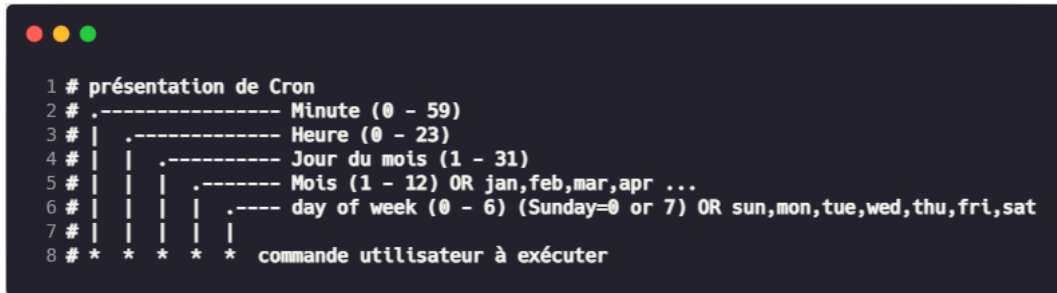 1 # présentation de Cron
2 # .---------------- Minute (0 - 59)
3 # |  .------------- Heure (0 - 23)
4 # |  |  .---------- Jour du mois (1 - 31)
5 # |  |  |  .------- Mois (1 - 12) OR jan,feb,mar,apr ...
6 # |  |  |  |  .---- day of week (0 - 6) (Sunday=0 or 7) OR sun,mon,tue,wed,thu,fri,sat
7 # |  |  |  |  |
8 # *  *  *  *  *  commande utilisateur à exécuter